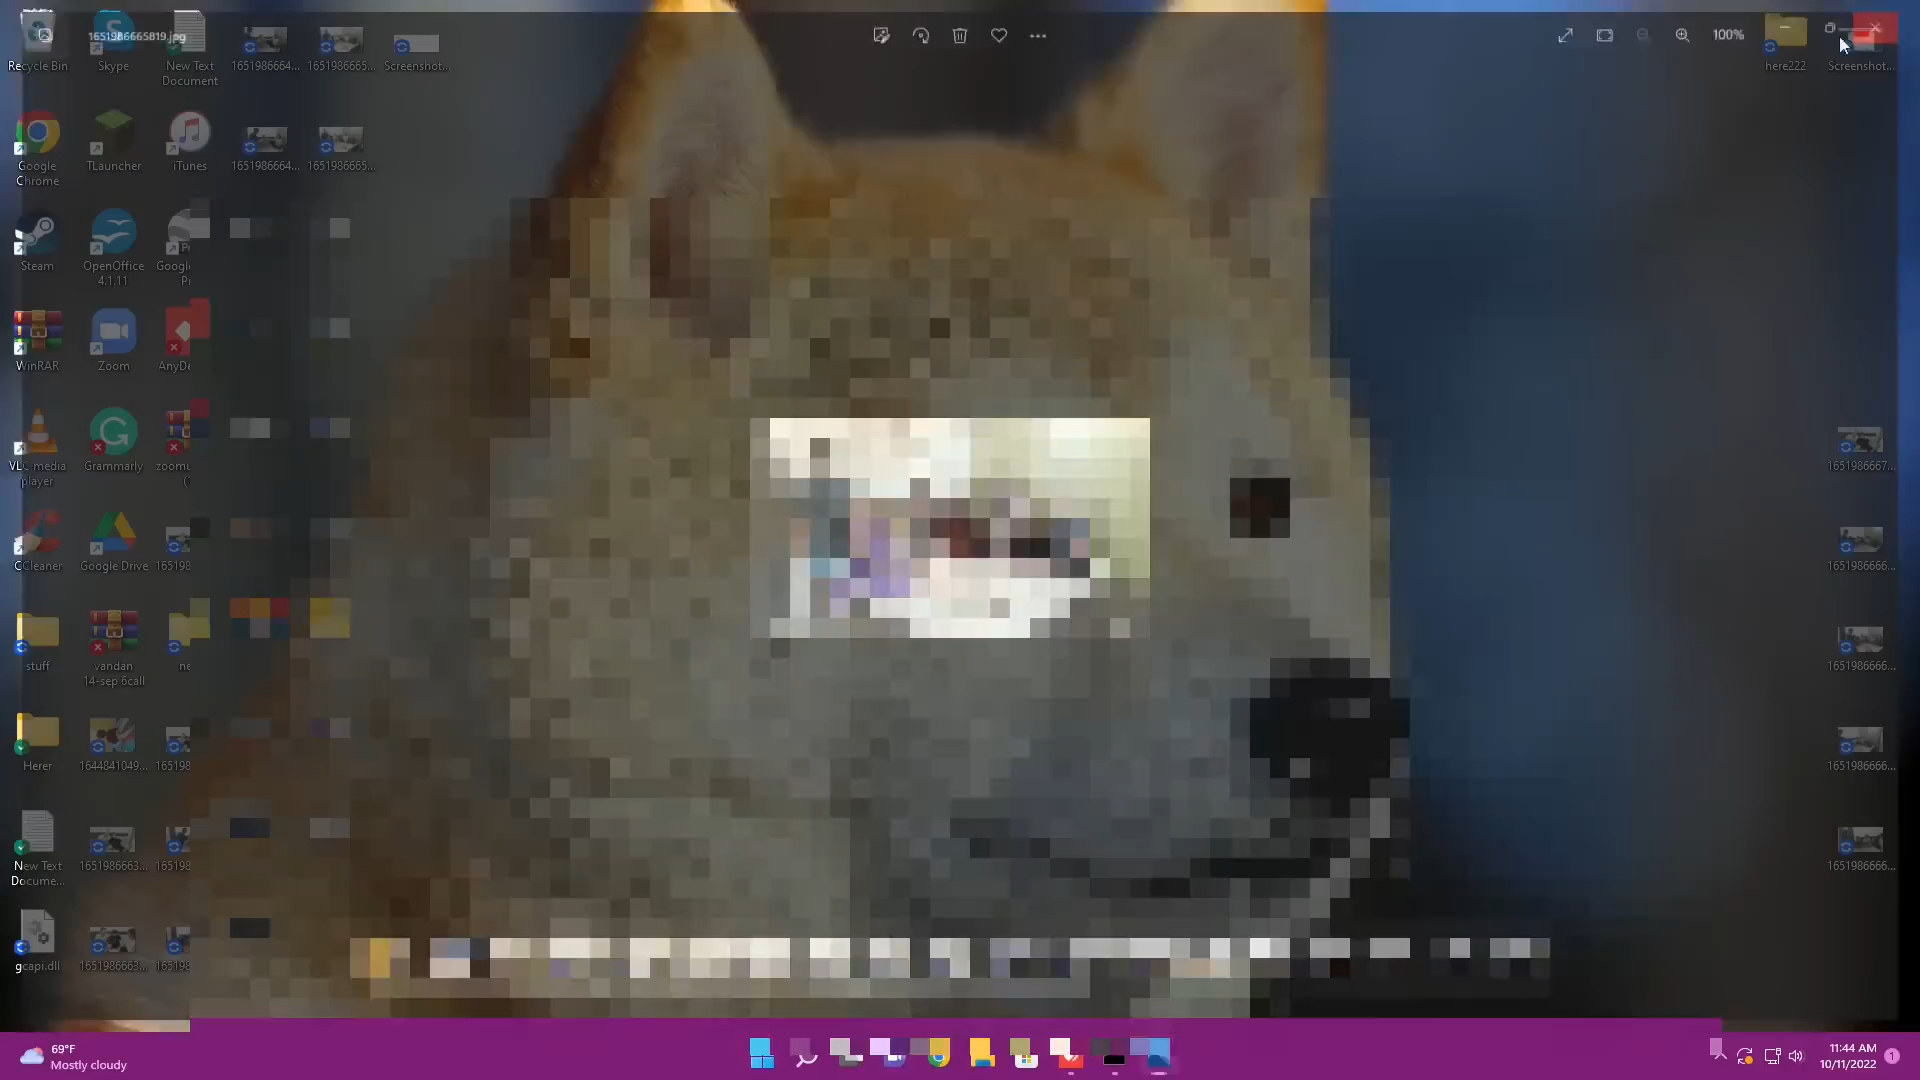 1651986665819.jpg
100%
Recycle Bin
Skype
New Text
Document
1651986664...
1651986665...
Screenshot...
here222
Screenshot...
Google
Chrome
TLauncher
iTunes
1651986664...
1651986665...
Steam
OpenOffice
4.1.11
Google
WinRAR
Zoom
AnyDe
VLC media
player
Grammarly
zoomu
1651986667...
CCleaner
Google Drive
165198
1651986666...
stuff
vandan
14-sep 6call
ne
1651986666...
Herer
1644841049...
165198
1651986666...
New Text
Docume...
1651986663...
165198
1651986666...
gcapi.dll
1651986663...
165198
69°F
Mostly cloudy
11:44 AM
10/11/2022
1